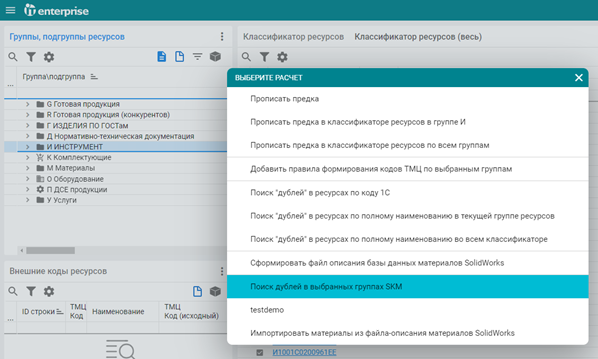 enterprise
Группы, подгруппы ресурсов
Группа\подгруппа
G Готовая продукция
R Готовая продукция (конкурентов)
Г ИЗДЕЛИЯ ПО ГОСТам
Д Нормативно-техническая документация
И ИНСТРУМЕНТ
К Комплектующие
М Материалы
О Оборудование
П ДСЕ продукции
У Услуги
Внешние коды ресурсов
ID строки ТМЦ Код Наименование ТМЦ Код (исходный)
Классификатор ресурсов Классификатор ресурсов (весь)
ВЫБЕРИТЕ РАСЧЕТ
Прописать предка
Прописать предка в классификаторе ресурсов в группе И
Прописать предка в классификаторе ресурсов по всем группам
Добавить правила формирования кодов ТМЦ по выбранным группам
Поиск "дублей" в ресурсах по коду 1С
Поиск "дублей" в ресурсах по полному наименованию в текущей группе ресурсов
Поиск "дублей" в ресурсах по полному наименованию во всем классификаторе
Сформировать файл описания базы данных материалов SolidWorks
Поиск дублей в выбранных группах SKM
testdemo
Импортировать материалы из файла-описания материалов SolidWorks
И1001С0200961ЕЕ